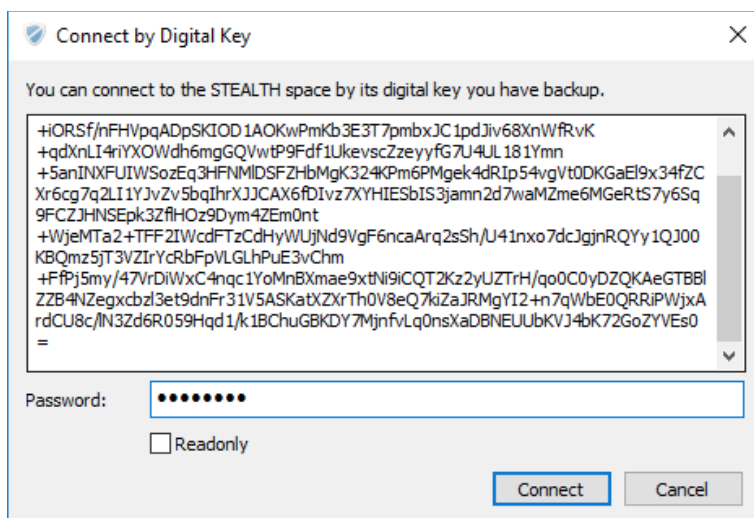 Connect by Digital Key
You can connect to the STEALTH space by its digital key you have backup.
+iORSf/nFHVpqADpSKIOD1AOKwPmKb3E3T7pmbxJC1pdJiv68XnWfRvK
+qdXnLI4riYXOWdh6mgGQVwtP9Fdf1UkevscZzeyyfG7U4UL181Ymn
+5anINXFUIWSozEq3HFNMlDSFZHbMgK324KPm6PMgek4dRIp54vgVt0DKGaEl9x34fZC
Xr6cg7q2LI1YJvZv5bqIhrXJJCAX6fDIvz7XYHIESbIS3jamn2d7waMZme6MGeRtS7y6Sq
9FCZJHNSEpk3ZflHOz9Dym4ZEm0nt
+WjeMTa2+TFF2IWcdFTzCdHyWUjNd9VgF6ncaArq2sSh/U41nxo7dcJgjnRQYy1QJ00
KBQmz5jT3VZIrYcRbFpVLGLhPuE3vChm
+FfPj5my/47VrDiWxC4nqc1YoMnBXmae9xtNi9iCQT2Kz2yUZTrH/qo0C0yDZQKAeGTBBl
ZZB4NZegxcbzl3et9dnFr31V5ASKatXZXrTh0V8eQ7kiZaJRMgYI2+n7qWbE0QRRiPWjxA
rdCU8c/lN3Zd6R059Hqd1/k1BChuGBKDY7MjnfvLq0nsXaDBNEUUbKVJ4bK72GoZYVEs0
=
Password: ●●●●●●●●
Readonly
Connect Cancel